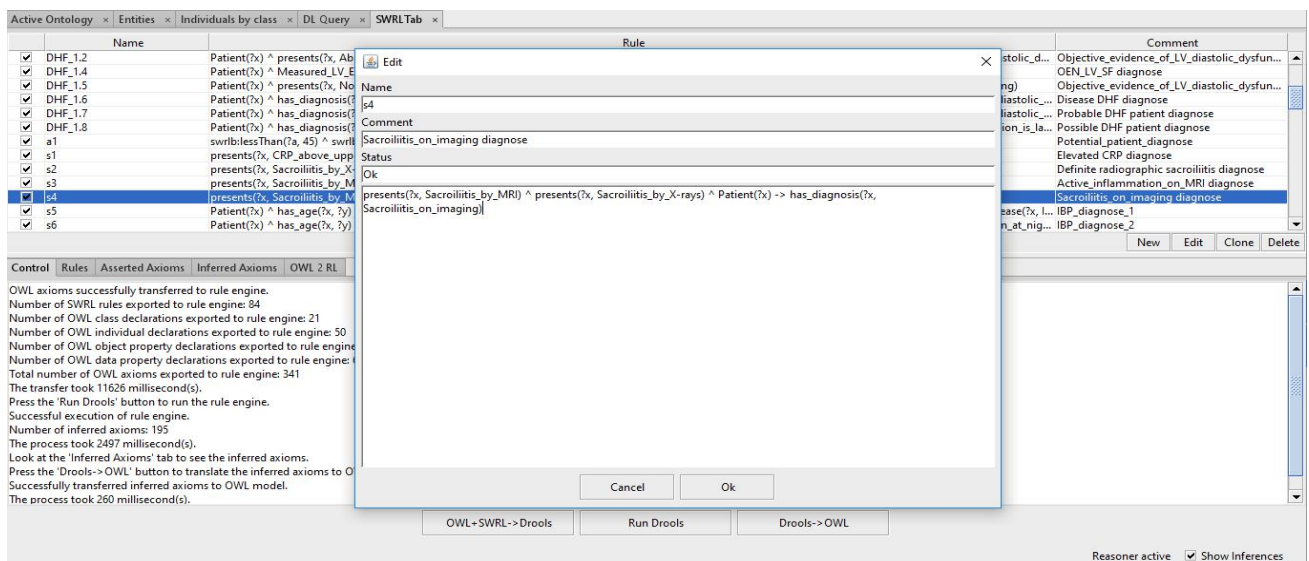 Active Ontology × Entities × Individuals by class × DL Query × SWRLTab ×
Name Rule Comment
DHF_1.2 Patient(?x) ^ presents(?x, Ab stolic_d... Objective_evidence_of_LV_diastolic_dysfun...
DHF_1.4 Patient(?x) ^ Measured_LV_E OEN_LV_SF diagnose
DHF_1.5 Patient(?x) ^ presents(?x, No ng) Objective_evidence_of_LV_diastolic_dysfun...
DHF_1.6 Patient(?x) ^ has_diagnosis(? liastolic_... Disease DHF diagnose
DHF_1.7 Patient(?x) ^ has_diagnosis(? liastolic_... Probable DHF patient diagnose
DHF_1.8 Patient(?x) ^ has_diagnosis(? ion_is_la... Possible DHF patient diagnose
a1 swrlb:lessThan(?a, 45) ^ swrl Potential_patient_diagnose
s1 presents(?x, CRP_above_upp Elevated CRP diagnose
s2 presents(?x, Sacroiliitis_by_X- Definite radiographic sacroiliitis diagnose
s3 presents(?x, Sacroiliitis_by_M Active_inflammation_on_MRI diagnose
s4 presents(?x, Sacroiliitis_by_M Sacroiliitis_on_imaging diagnose
s5 Patient(?x) ^ has_age(?x, ?y) ease(?x, I... IBP_diagnose_1
s6 Patient(?x) ^ has_age(?x, ?y) n_at_nig... IBP_diagnose_2
New Edit Clone Delete
Edit ×
Name
s4
Comment
Sacroiliitis_on_imaging diagnose
Status
Ok
presents(?x, Sacroiliitis_by_MRI) ^ presents(?x, Sacroiliitis_by_X-rays) ^ Patient(?x) -> has_diagnosis(?x,
Sacroiliitis_on_imaging)
Cancel Ok
Control Rules Asserted Axioms Inferred Axioms OWL 2 RL
OWL axioms successfully transferred to rule engine.
Number of SWRL rules exported to rule engine: 84
Number of OWL class declarations exported to rule engine: 21
Number of OWL individual declarations exported to rule engine: 50
Number of OWL object property declarations exported to rule engine
Number of OWL data property declarations exported to rule engine:
Total number of OWL axioms exported to rule engine: 341
The transfer took 11626 millisecond(s).
Press the 'Run Drools' button to run the rule engine.
Successful execution of rule engine.
Number of inferred axioms: 195
The process took 2497 millisecond(s).
Look at the 'Inferred Axioms' tab to see the inferred axioms.
Press the 'Drools->OWL' button to translate the inferred axioms to O
Successfully transferred inferred axioms to OWL model.
The process took 260 millisecond(s).
OWL+SWRL->Drools Run Drools Drools->OWL
Reasoner active Show Inferences